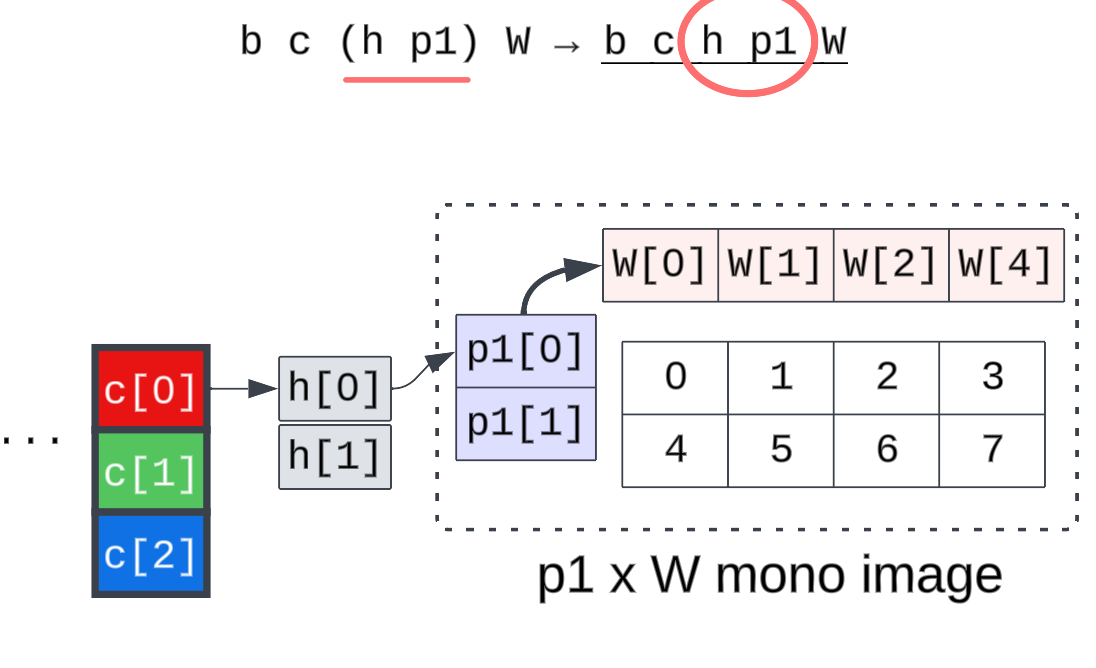 b c (h p1) W → b c h p1 W
W[0] W[1] W[2] W[4]
p1[0]
p1[1]
0 1 2 3
4 5 6 7
h[0]
h[1]
...
c[0]
c[1]
c[2]
p1 x W mono image